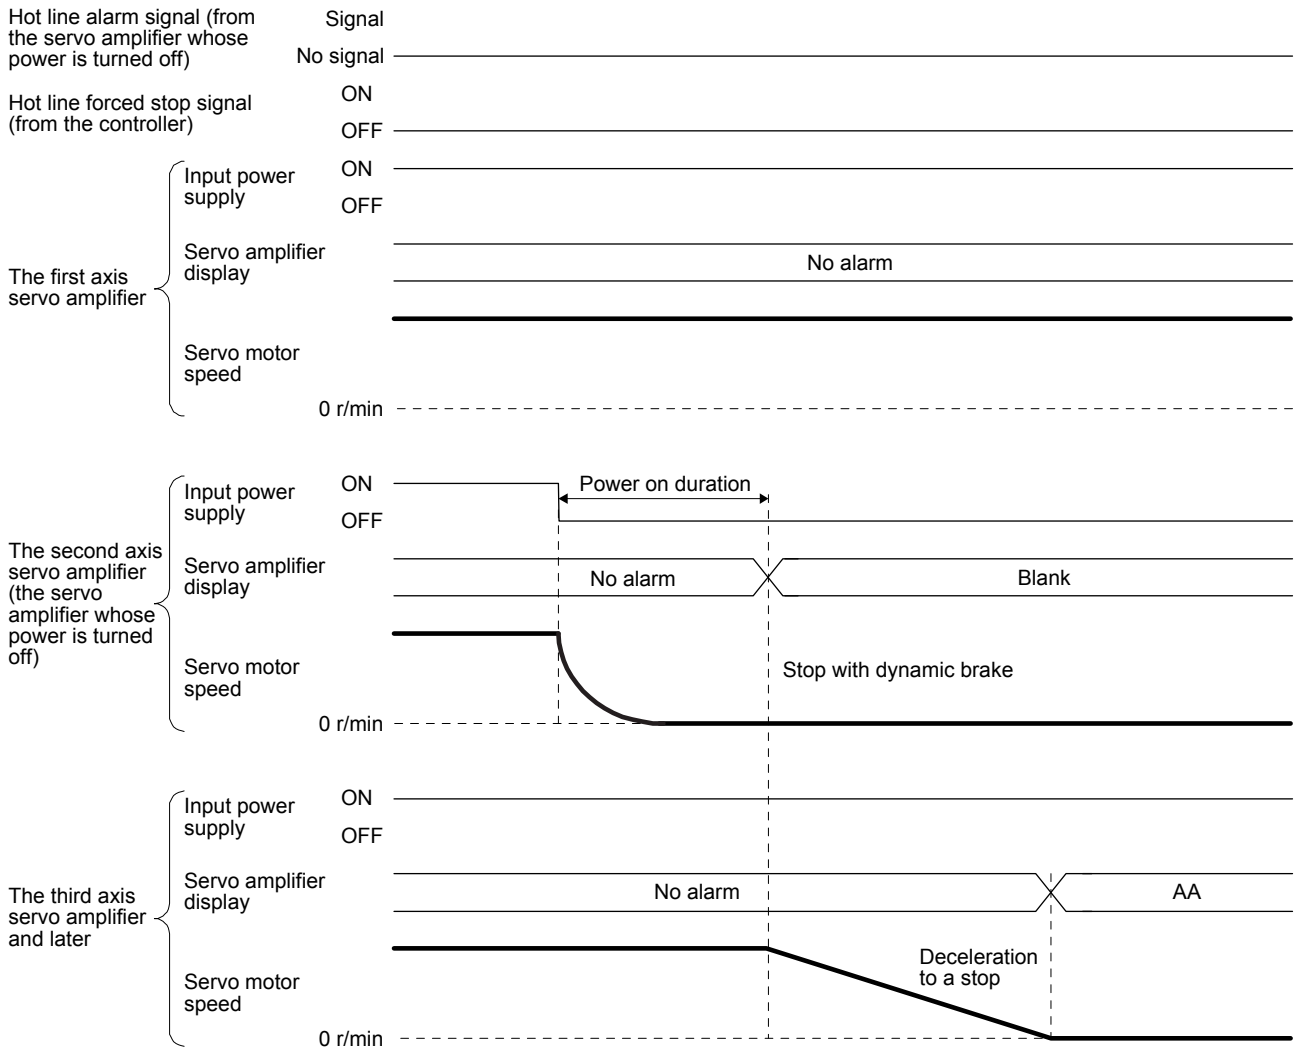 Hot line alarm signal (from
the servo amplifier whose
power is turned off)
Signal
No signal
Hot line forced stop signal
(from the controller)
ON
OFF
The first axis
servo amplifier
Input power
supply
ON
OFF
Servo amplifier
display
No alarm
Servo motor
speed
0 r/min
The second axis
servo amplifier
(the servo
amplifier whose
power is turned
off)
Input power
supply
ON
OFF
Power on duration
Servo amplifier
display
No alarm
Blank
Servo motor
speed
Stop with dynamic brake
0 r/min
The third axis
servo amplifier
and later
Input power
supply
ON
OFF
Servo amplifier
display
No alarm
AA
Servo motor
speed
Deceleration
to a stop
0 r/min